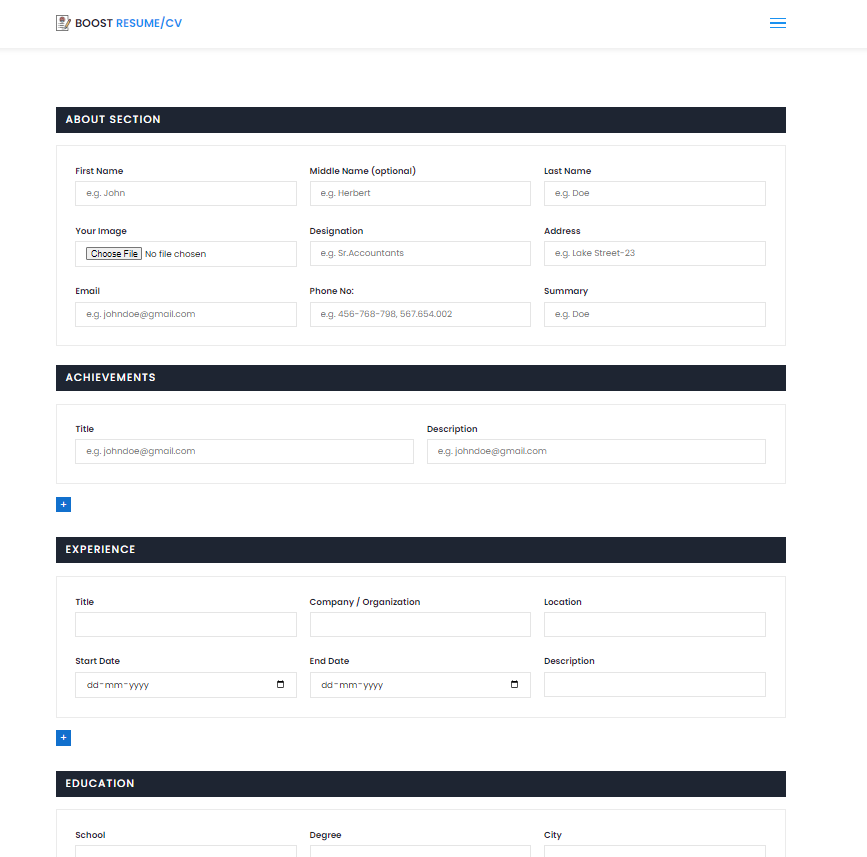 BOOST RESUME/CV
ABOUT SECTION
First Name Middle Name (optional) Last Name
e.g. John e.g. Herbert e.g. Doe
Your Image Designation Address
Choose File No file chosen e.g. Sr.Accountants e.g. Lake Street-23
Email Phone No: Summary
e.g. johndoe@gmail.com e.g. 456-768-798, 567.654.002 e.g. Doe
ACHIEVEMENTS
Title Description
e.g. johndoe@gmail.com e.g. johndoe@gmail.com
+
EXPERIENCE
Title Company / Organization Location
Start Date End Date Description
dd-mm-yyyy dd-mm-yyyy
+
EDUCATION
School Degree City